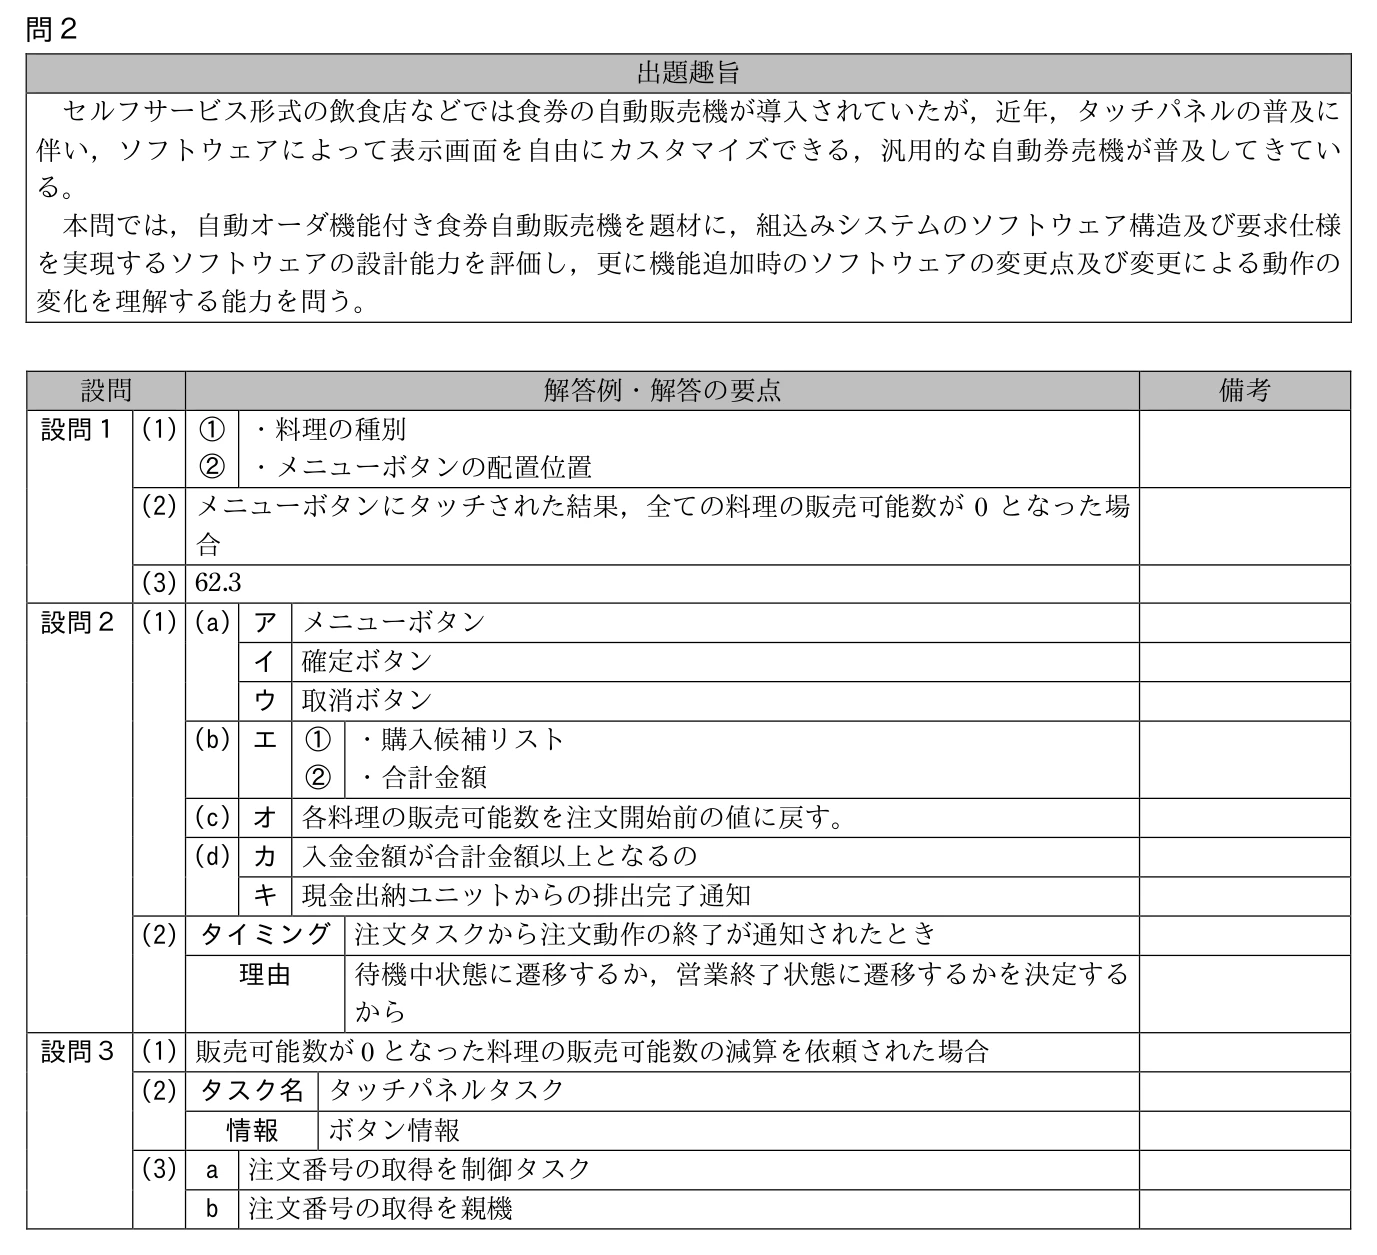 問２
出題趣旨
セルフサービス形式の飲食店などでは食券の自動販売機が導入されていたが，近年，タッチパネルの普及に
伴い，ソフトウェアによって表示画面を自由にカスタマイズできる，汎用的な自動券売機が普及してきてい
る。
本問では，自動オーダ機能付き食券自動販売機を題材に，組込みシステムのソフトウェア構造及び要求仕様
を実現するソフトウェアの設計能力を評価し，更に機能追加時のソフトウェアの変更点及び変更による動作の
変化を理解する能力を問う。
設問 解答例・解答の要点 備考
設問１ (1) ① ・料理の種別
② ・メニューボタンの配置位置
(2) メニューボタンにタッチされた結果，全ての料理の販売可能数が 0 となった場
合
(3) 62.3
設問２ (1) (a) ア メニューボタン
イ 確定ボタン
ウ 取消ボタン
(b) エ ① ・購入候補リスト
② ・合計金額
(c) オ 各料理の販売可能数を注文開始前の値に戻す。
(d) カ 入金金額が合計金額以上となるの
キ 現金出納ユニットからの排出完了通知
(2) タイミング 注文タスクから注文動作の終了が通知されたとき
理由 待機中状態に遷移するか，営業終了状態に遷移するかを決定する
から
設問３ (1) 販売可能数が 0 となった料理の販売可能数の減算を依頼された場合
(2) タスク名 タッチパネルタスク
情報 ボタン情報
(3) a 注文番号の取得を制御タスク
b 注文番号の取得を親機